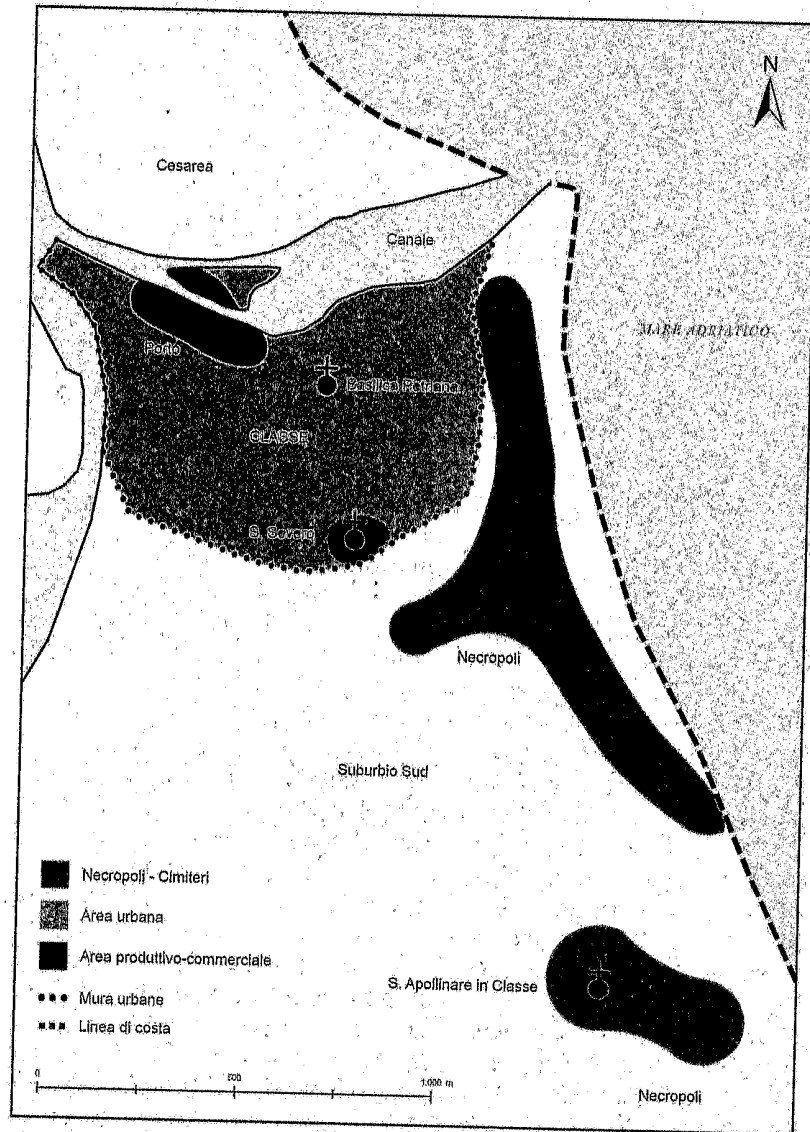 N
Cesarea
Canale
MARE ADRIATICO
Porto
Basilica Petriana
CLASSE
S. Severo
Necropoli
Suburbio Sud
Necropoli - Cimiteri
Area urbana
Area produttivo-commerciale
Mura urbane
Linea di costa
S. Apollinare in Classe
0 500 1.000 m
Necropoli